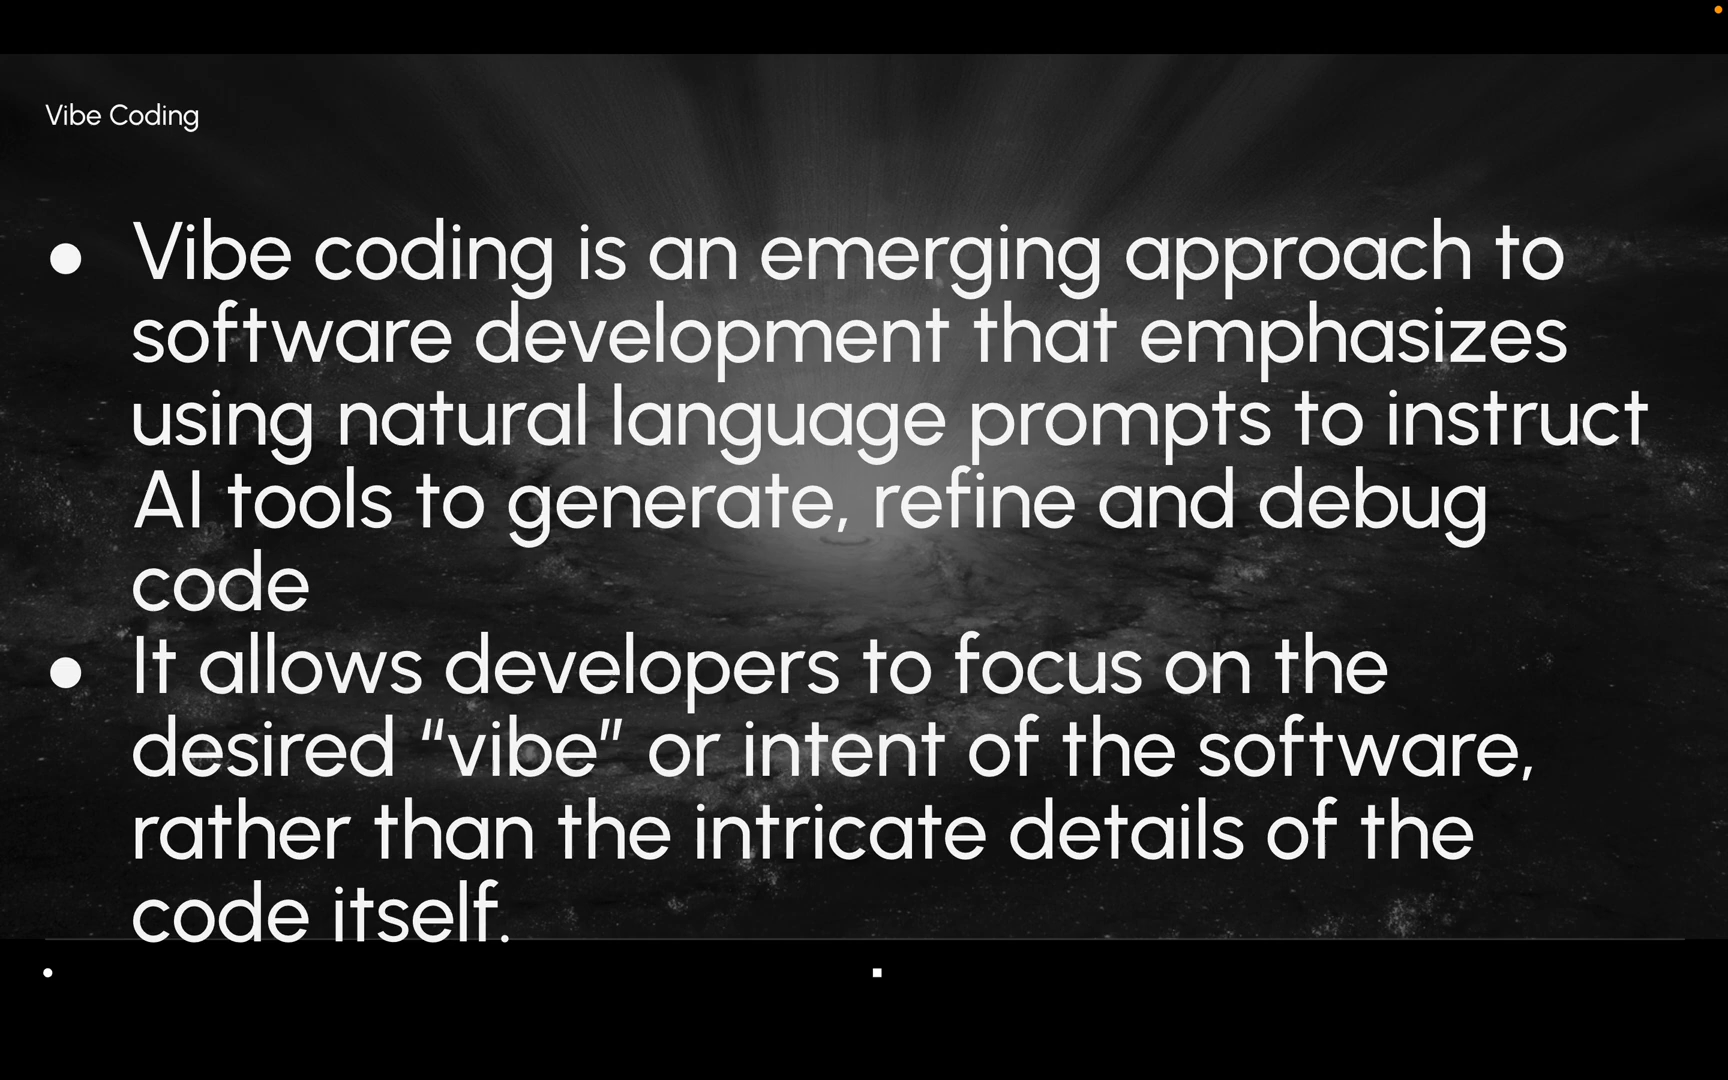 Vibe Coding
● Vibe coding is an emerging approach to
software development that emphasizes
using natural language prompts to instruct
AI tools to generate, refine and debug
code
● It allows developers to focus on the
desired “vibe” or intent of the software,
rather than the intricate details of the
code itself.